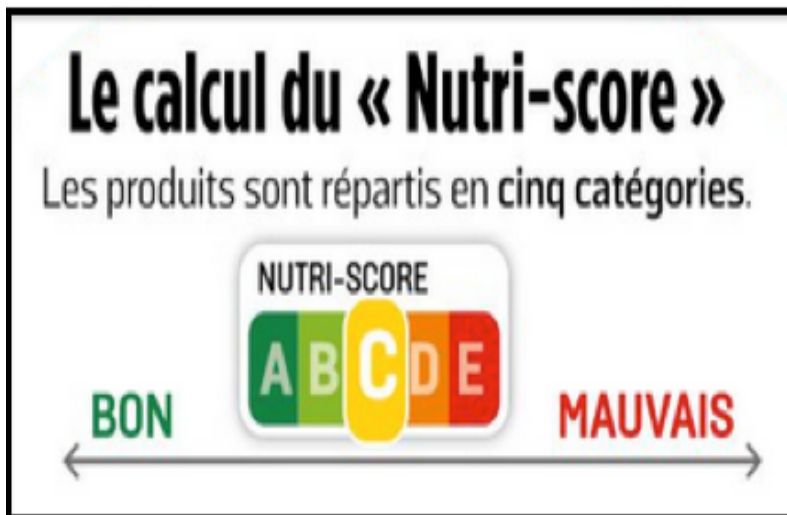 Le calcul du « Nutri-score »
Les produits sont répartis en cinq catégories.
NUTRI-SCORE
A B C D E
BON
MAUVAIS